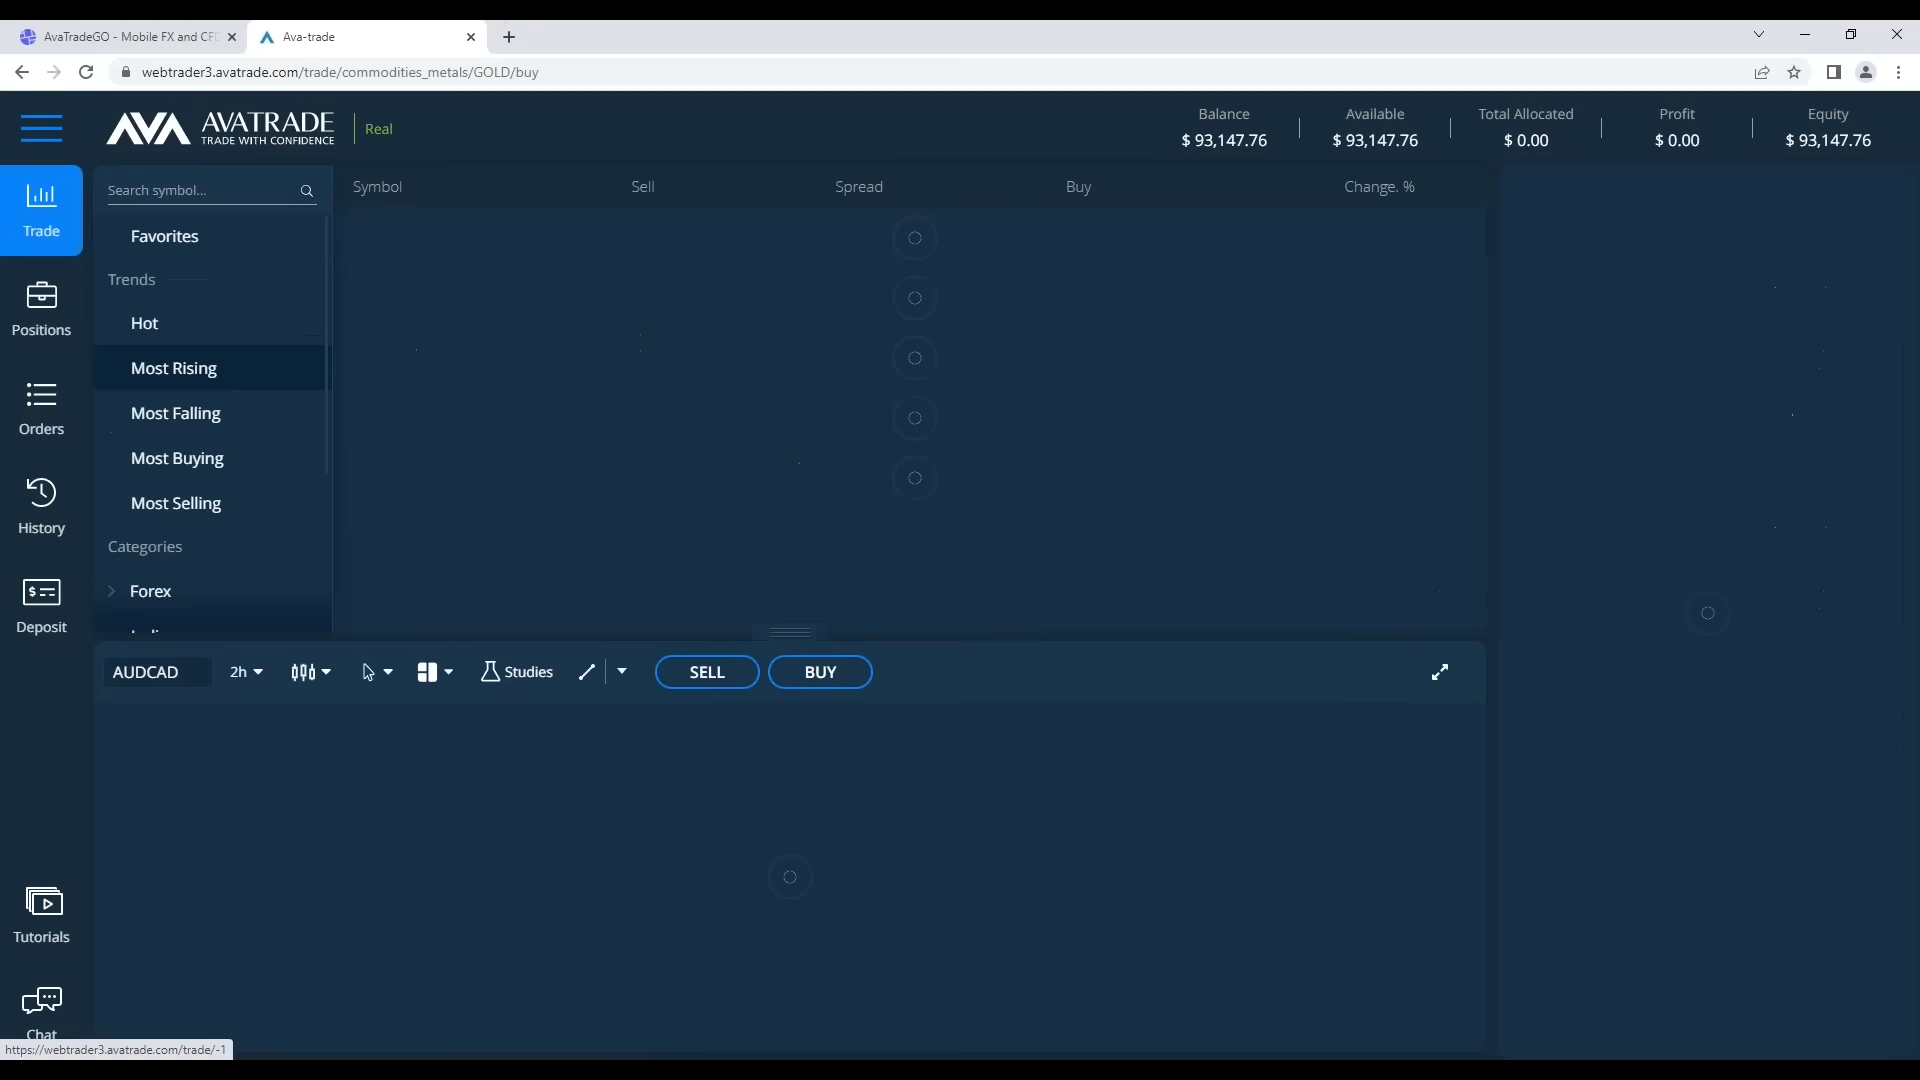 AvaTradeGO - Mobile FX and CFD
Ava-trade
webtrader3.avatrade.com/trade/commodities_metals/GOLD/buy
AVA AVATRADE
TRADE WITH CONFIDENCE
Real
Balance
$ 93,147.76
Available
$ 93,147.76
Total Allocated
$ 0.00
Profit
$ 0.00
Equity
$ 93,147.76
Trade
Positions
Orders
History
Deposit
Tutorials
Chat
Search symbol...
Favorites
Trends
Hot
Most Rising
Most Falling
Most Buying
Most Selling
Categories
Forex
Symbol Sell Spread Buy Change. %
AUDCAD 2h Studies SELL BUY
https://webtrader3.avatrade.com/trade/-1